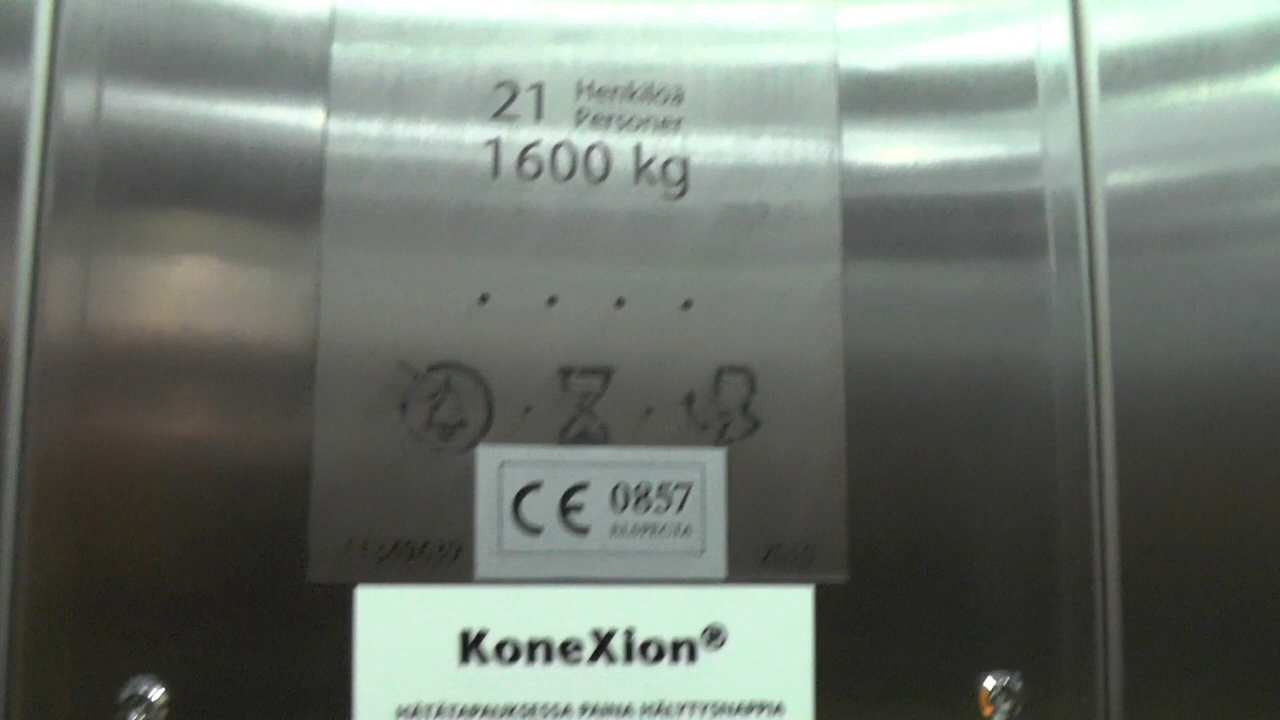 21 Henkilöä
Personer
1600 kg
CE 0857
KoneXion®
HÄTÄTAPAUKSESSA PAINA HÄLYTYSNAPPIA